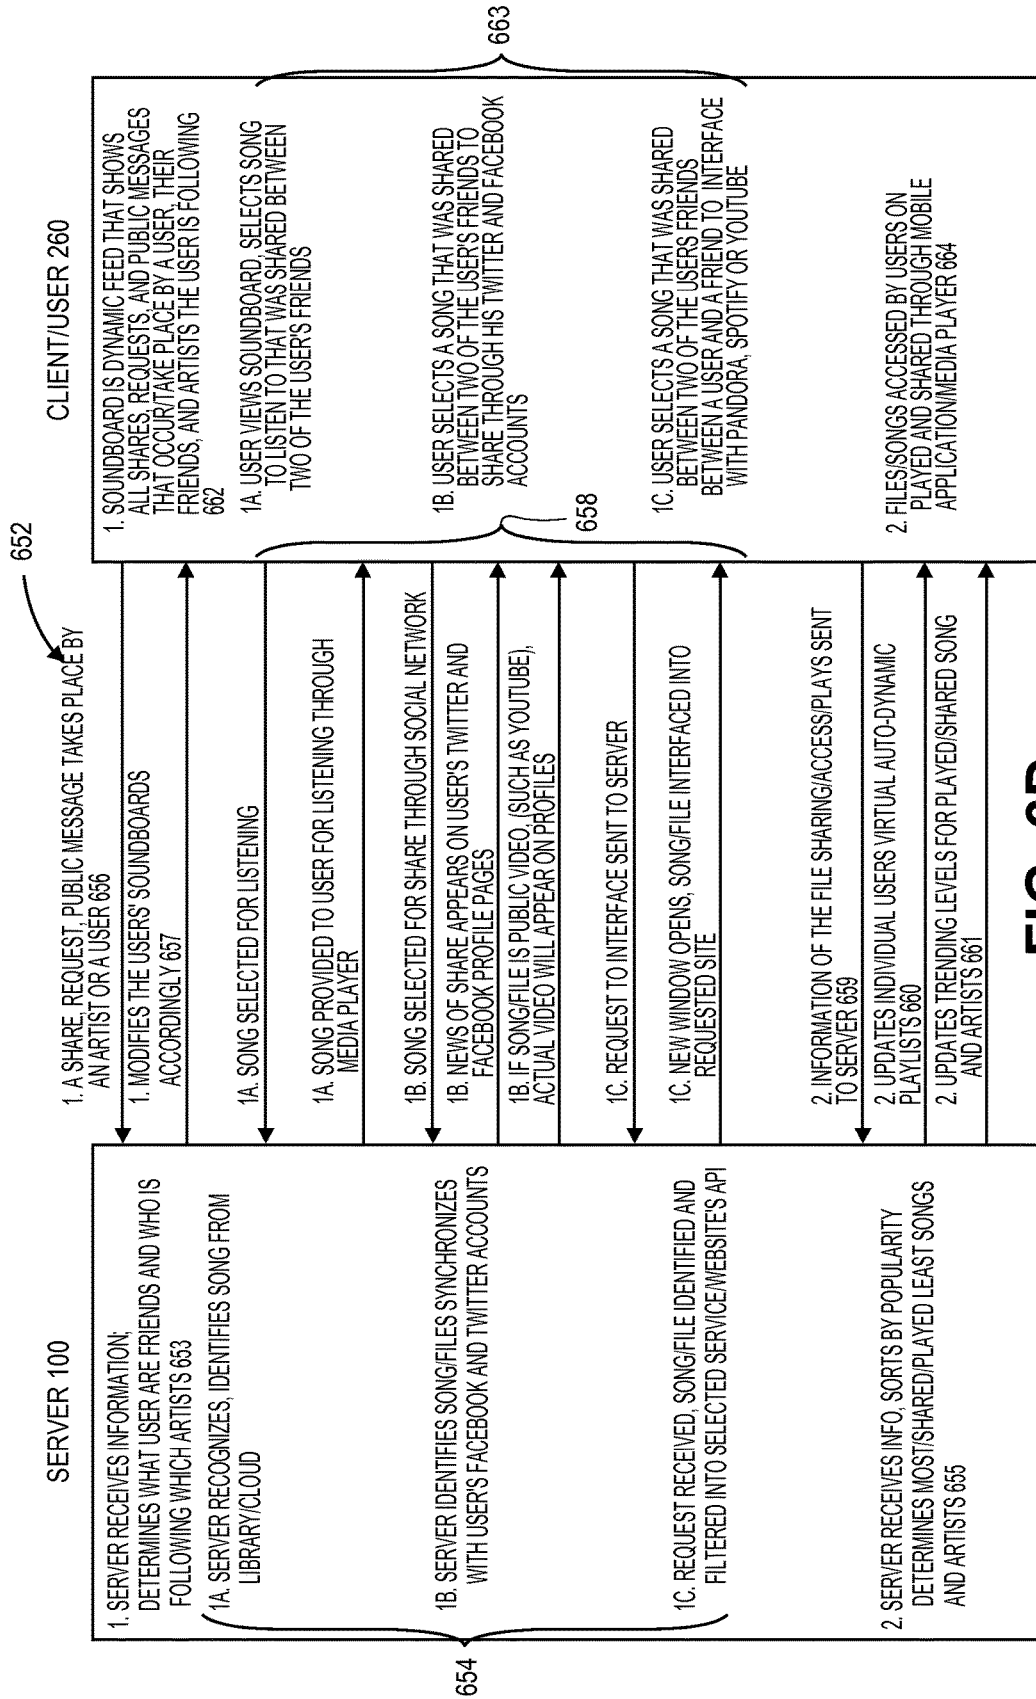 652
SERVER 100
CLIENT/USER 260
1. SERVER RECEIVES INFORMATION;
DETERMINES WHAT USER ARE FRIENDS AND WHO IS
FOLLOWING WHICH ARTISTS 653
1A. SERVER RECOGNIZES, IDENTIFIES SONG FROM
LIBRARY/CLOUD
1B. SERVER IDENTIFIES SONG/FILES SYNCHRONIZES
WITH USER'S FACEBOOK AND TWITTER ACCOUNTS
1C. REQUEST RECEIVED, SONG/FILE IDENTIFIED AND
FILTERED INTO SELECTED SERVICE/WEBSITE'S API
654
2. SERVER RECEIVES INFO, SORTS BY POPULARITY
DETERMINES MOST/SHARED/PLAYED LEAST SONGS
AND ARTISTS 655
1. A SHARE, REQUEST, PUBLIC MESSAGE TAKES PLACE BY
AN ARTIST OR A USER 656
1. MODIFIES THE USERS' SOUNDBOARDS
ACCORDINGLY 657
1A. SONG SELECTED FOR LISTENING
1A. SONG PROVIDED TO USER FOR LISTENING THROUGH
MEDIA PLAYER
1B. SONG SELECTED FOR SHARE THROUGH SOCIAL NETWORK
1B. NEWS OF SHARE APPEARS ON USER'S TWITTER AND
FACEBOOK PROFILE PAGES
1B. IF SONG/FILE IS PUBLIC VIDEO, (SUCH AS YOUTUBE),
ACTUAL VIDEO WILL APPEAR ON PROFILES
1C. REQUEST TO INTERFACE SENT TO SERVER
1C. NEW WINDOW OPENS, SONG/FILE INTERFACED INTO
REQUESTED SITE
658
2. INFORMATION OF THE FILE SHARING/ACCESS/PLAYS SENT
TO SERVER 659
2. UPDATES INDIVIDUAL USERS VIRTUAL AUTO-DYNAMIC
PLAYLISTS 660
2. UPDATES TRENDING LEVELS FOR PLAYED/SHARED SONG
AND ARTISTS 661
1. SOUNDBOARD IS DYNAMIC FEED THAT SHOWS
ALL SHARES, REQUESTS, AND PUBLIC MESSAGES
THAT OCCUR/TAKE PLACE BY A USER, THEIR
FRIENDS, AND ARTISTS THE USER IS FOLLOWING
662
1A. USER VIEWS SOUNDBOARD, SELECTS SONG
TO LISTEN TO THAT WAS SHARED BETWEEN
TWO OF THE USER'S FRIENDS
1B. USER SELECTS A SONG THAT WAS SHARED
BETWEEN TWO OF THE USER'S FRIENDS TO
SHARE THROUGH HIS TWITTER AND FACEBOOK
ACCOUNTS
1C. USER SELECTS A SONG THAT WAS SHARED
BETWEEN TWO OF THE USERS FRIENDS
BETWEEN A USER AND A FRIEND TO INTERFACE
WITH PANDORA, SPOTIFY OR YOUTUBE
663
2. FILES/SONGS ACCESSED BY USERS ON
PLAYED AND SHARED THROUGH MOBILE
APPLICATION/MEDIA PLAYER 664
FIG.